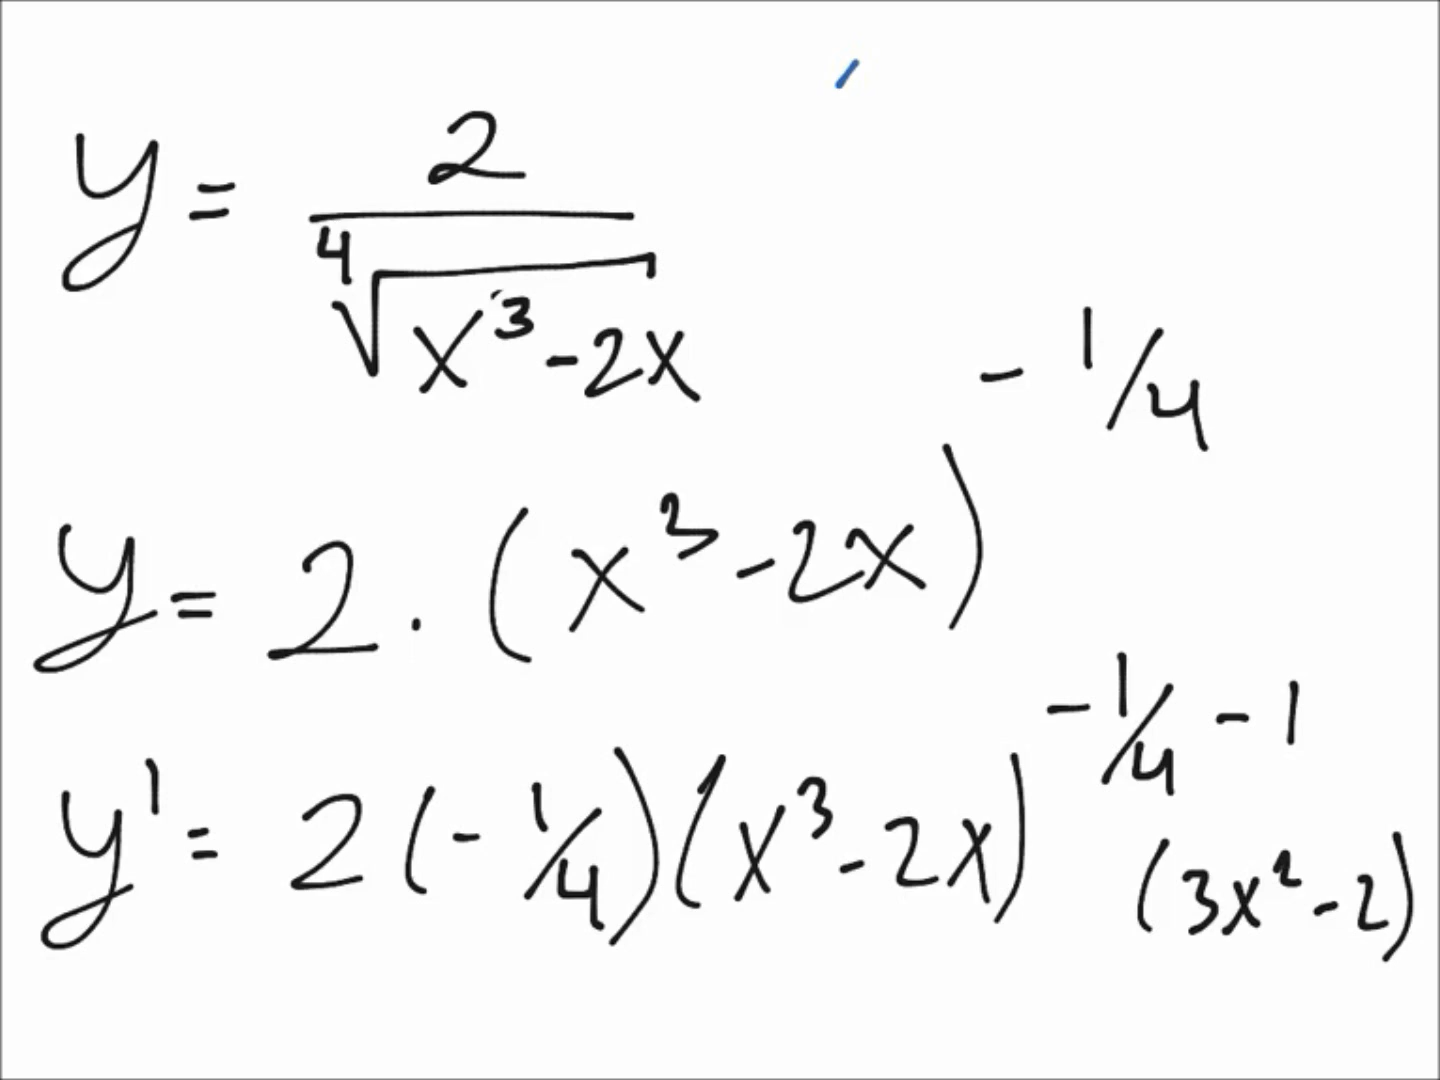 y = 2 / ⁴√(x³ - 2x)
y = 2 · (x³ - 2x)^(-1/4)
y' = 2(-1/4)(x³ - 2x)^(-1/4 - 1) (3x² - 2)